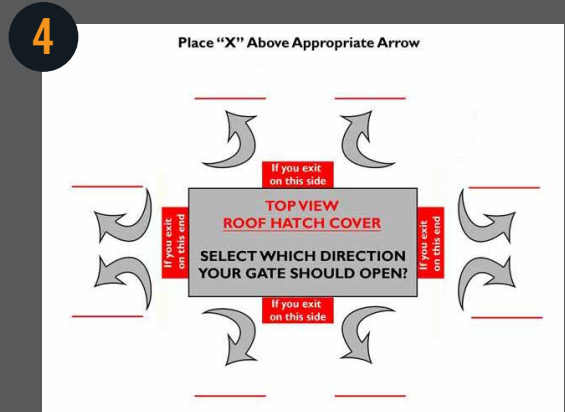 4
Place “X” Above Appropriate Arrow
If you exit
on this side
TOP VIEW
ROOF HATCH COVER
SELECT WHICH DIRECTION
YOUR GATE SHOULD OPEN?
If you exit
on this end
If you exit
on this end
If you exit
on this side